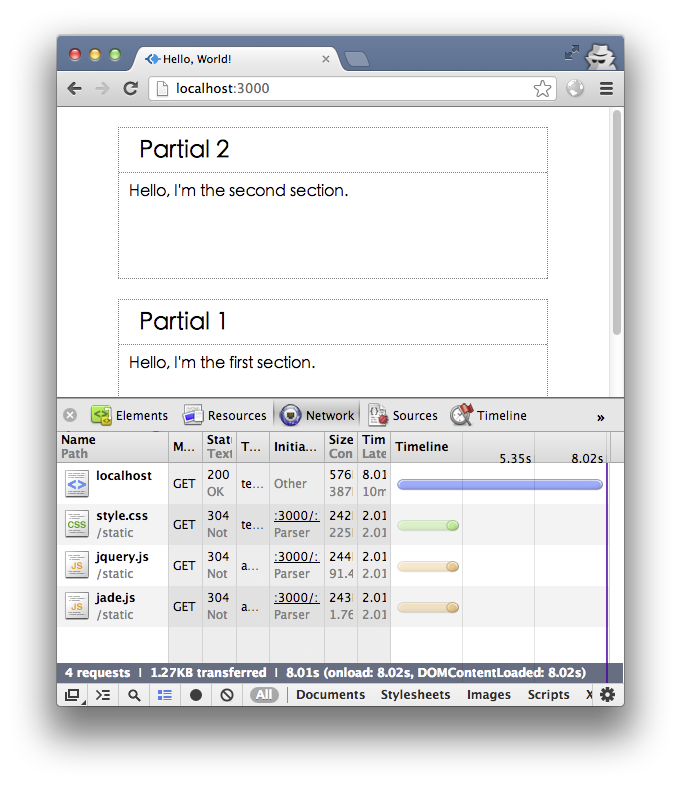 Hello, World!
localhost:3000
Partial 2
Hello, I'm the second section.
Partial 1
Hello, I'm the first section.
Elements Resources Network Sources Timeline »
Name M... Stat T... Initia... Size Tim Timeline
Path Text Con Late 5.35s 8.02s
localhost GET 200 te... Other 576 8.01
OK 387 10m
style.css GET 304 te... :3000/: 242 2.01
/static Not Parser 225 2.01
jquery.js GET 304 a... :3000/: 244 2.01
/static Not Parser 91.4 2.01
jade.js GET 304 a... :3000/: 243 2.01
/static Not Parser 1.76 2.01
4 requests | 1.27KB transferred | 8.01s (onload: 8.02s, DOMContentLoaded: 8.02s)
All Documents Stylesheets Images Scripts X